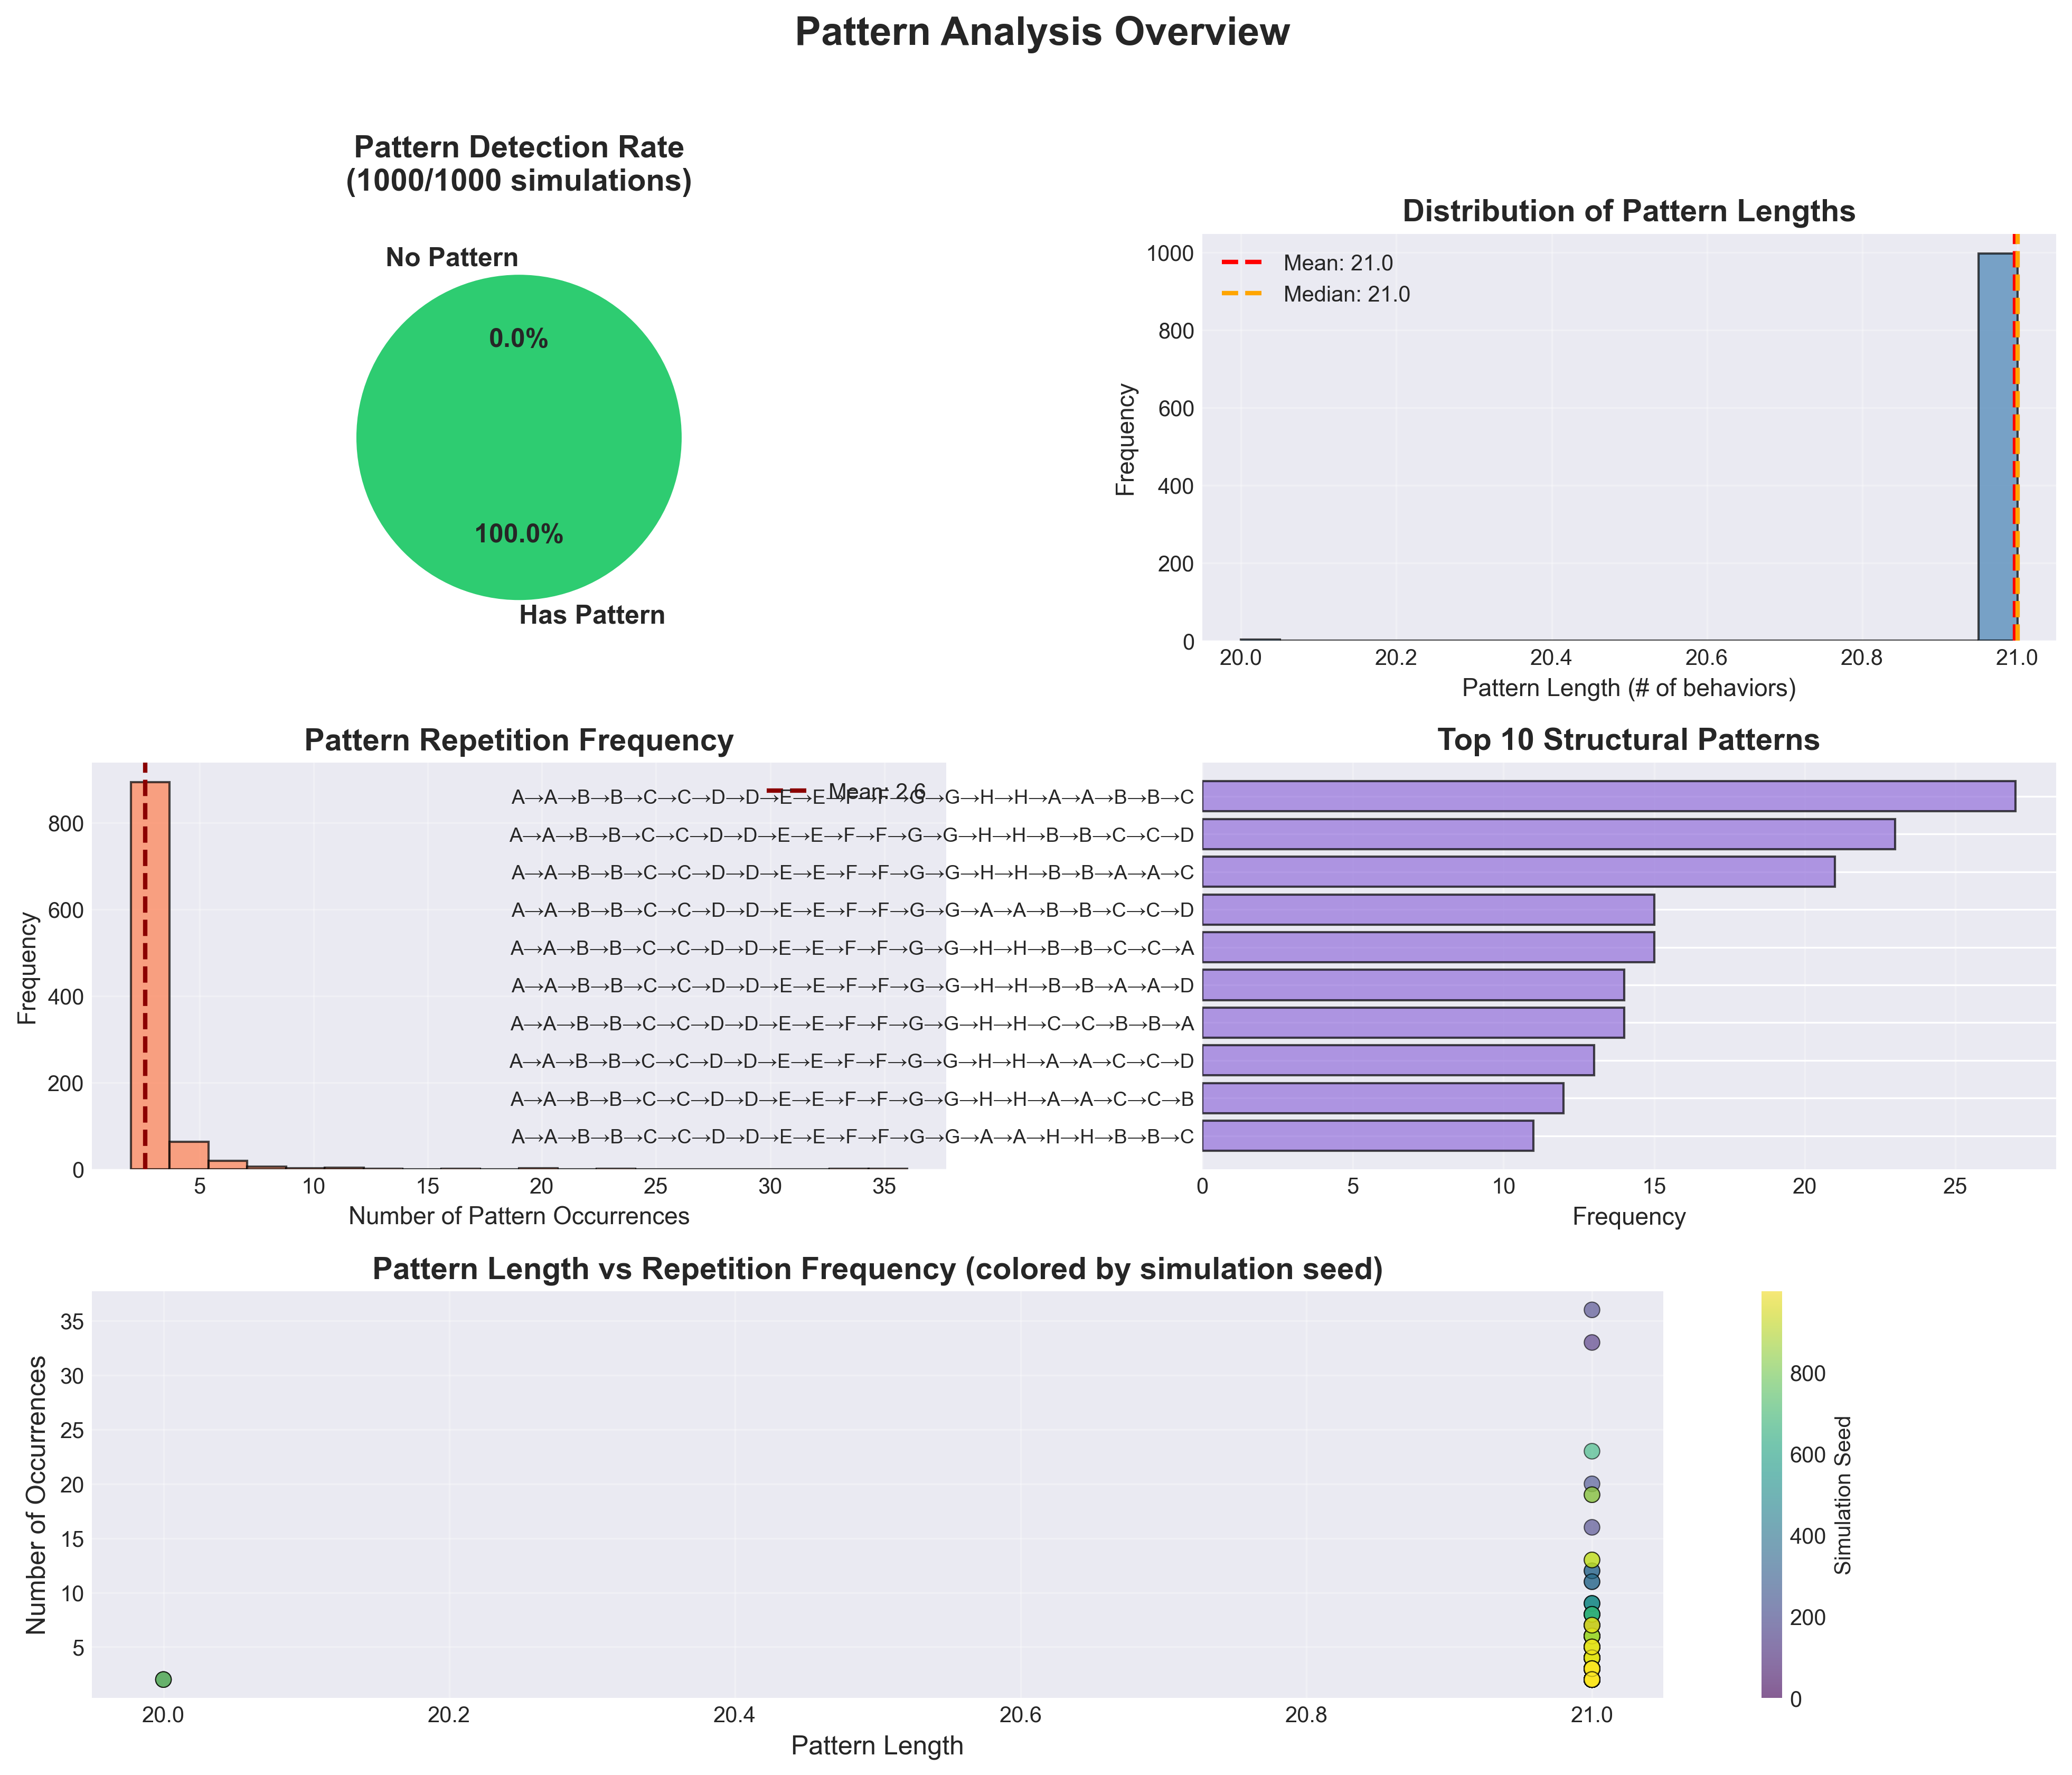 Pattern Analysis Overview
Pattern Detection Rate
(1000/1000 simulations)
No Pattern
0.0%
100.0%
Has Pattern
Distribution of Pattern Lengths
Mean: 21.0
Median: 21.0
Frequency
1000
800
600
400
200
0
20.0 20.2 20.4 20.6 20.8 21.0
Pattern Length (# of behaviors)
Pattern Repetition Frequency
Mean: 2.6
Frequency
800
600
400
200
0
5 10 15 20 25 30 35
Number of Pattern Occurrences
Top 10 Structural Patterns
A→A→B→B→C→C→D→D→E→E→F→F→G→G→H→H→A→A→B→B→C
A→A→B→B→C→C→D→D→E→E→F→F→G→G→H→H→B→B→C→C→D
A→A→B→B→C→C→D→D→E→E→F→F→G→G→H→H→B→B→A→A→C
A→A→B→B→C→C→D→D→E→E→F→F→G→G→A→A→B→B→C→C→D
A→A→B→B→C→C→D→D→E→E→F→F→G→G→H→H→B→B→C→C→A
A→A→B→B→C→C→D→D→E→E→F→F→G→G→H→H→B→B→A→A→D
A→A→B→B→C→C→D→D→E→E→F→F→G→G→H→H→C→C→B→B→A
A→A→B→B→C→C→D→D→E→E→F→F→G→G→H→H→A→A→C→C→D
A→A→B→B→C→C→D→D→E→E→F→F→G→G→H→H→A→A→C→C→B
A→A→B→B→C→C→D→D→E→E→F→F→G→G→A→A→H→H→B→B→C
0 5 10 15 20 25
Frequency
Pattern Length vs Repetition Frequency (colored by simulation seed)
Number of Occurrences
35
30
25
20
15
10
5
20.0 20.2 20.4 20.6 20.8 21.0
Pattern Length
800
600
400
200
0
Simulation Seed